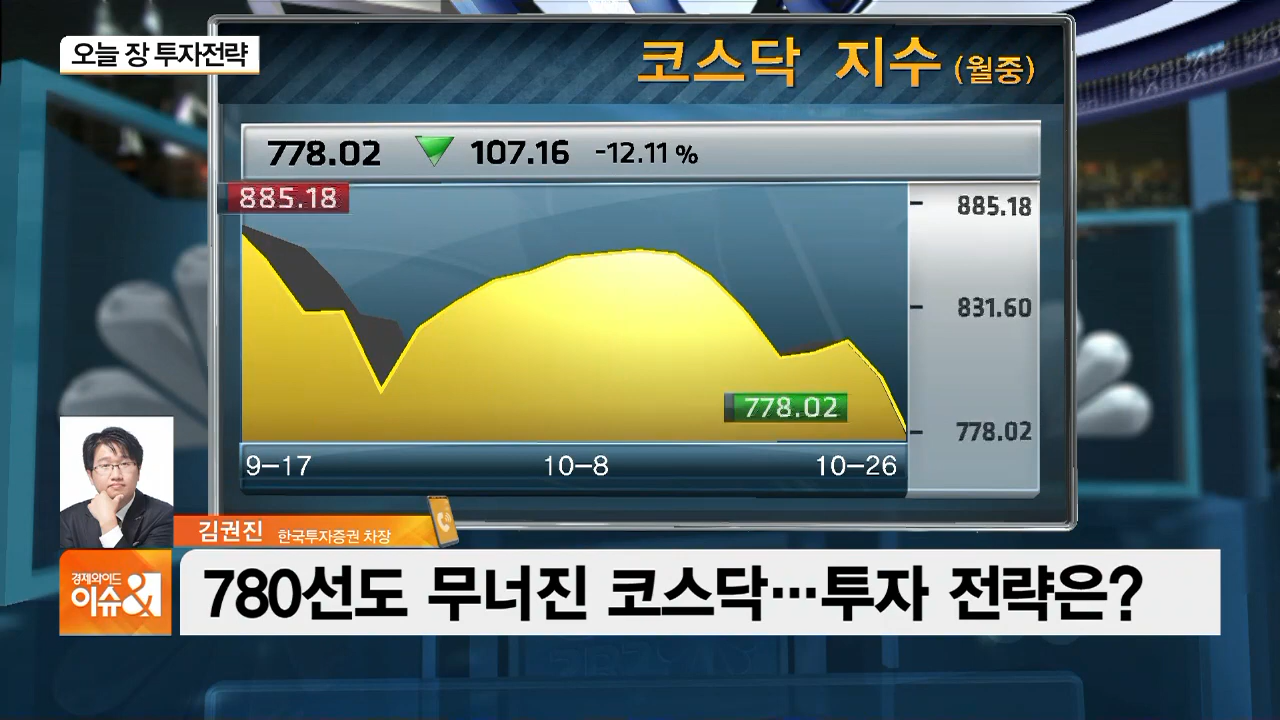 오늘 장 투자전략
코스닥 지수 (월중)
KOSDAQ
NASDAQ
778.02 ▼ 107.16 -12.11 %
885.18
885.18
831.60
778.02
778.02
9-17 10-8 10-26
김권진 한국투자증권 차장
경제와이드
이슈&
780선도 무너진 코스닥…투자 전략은?